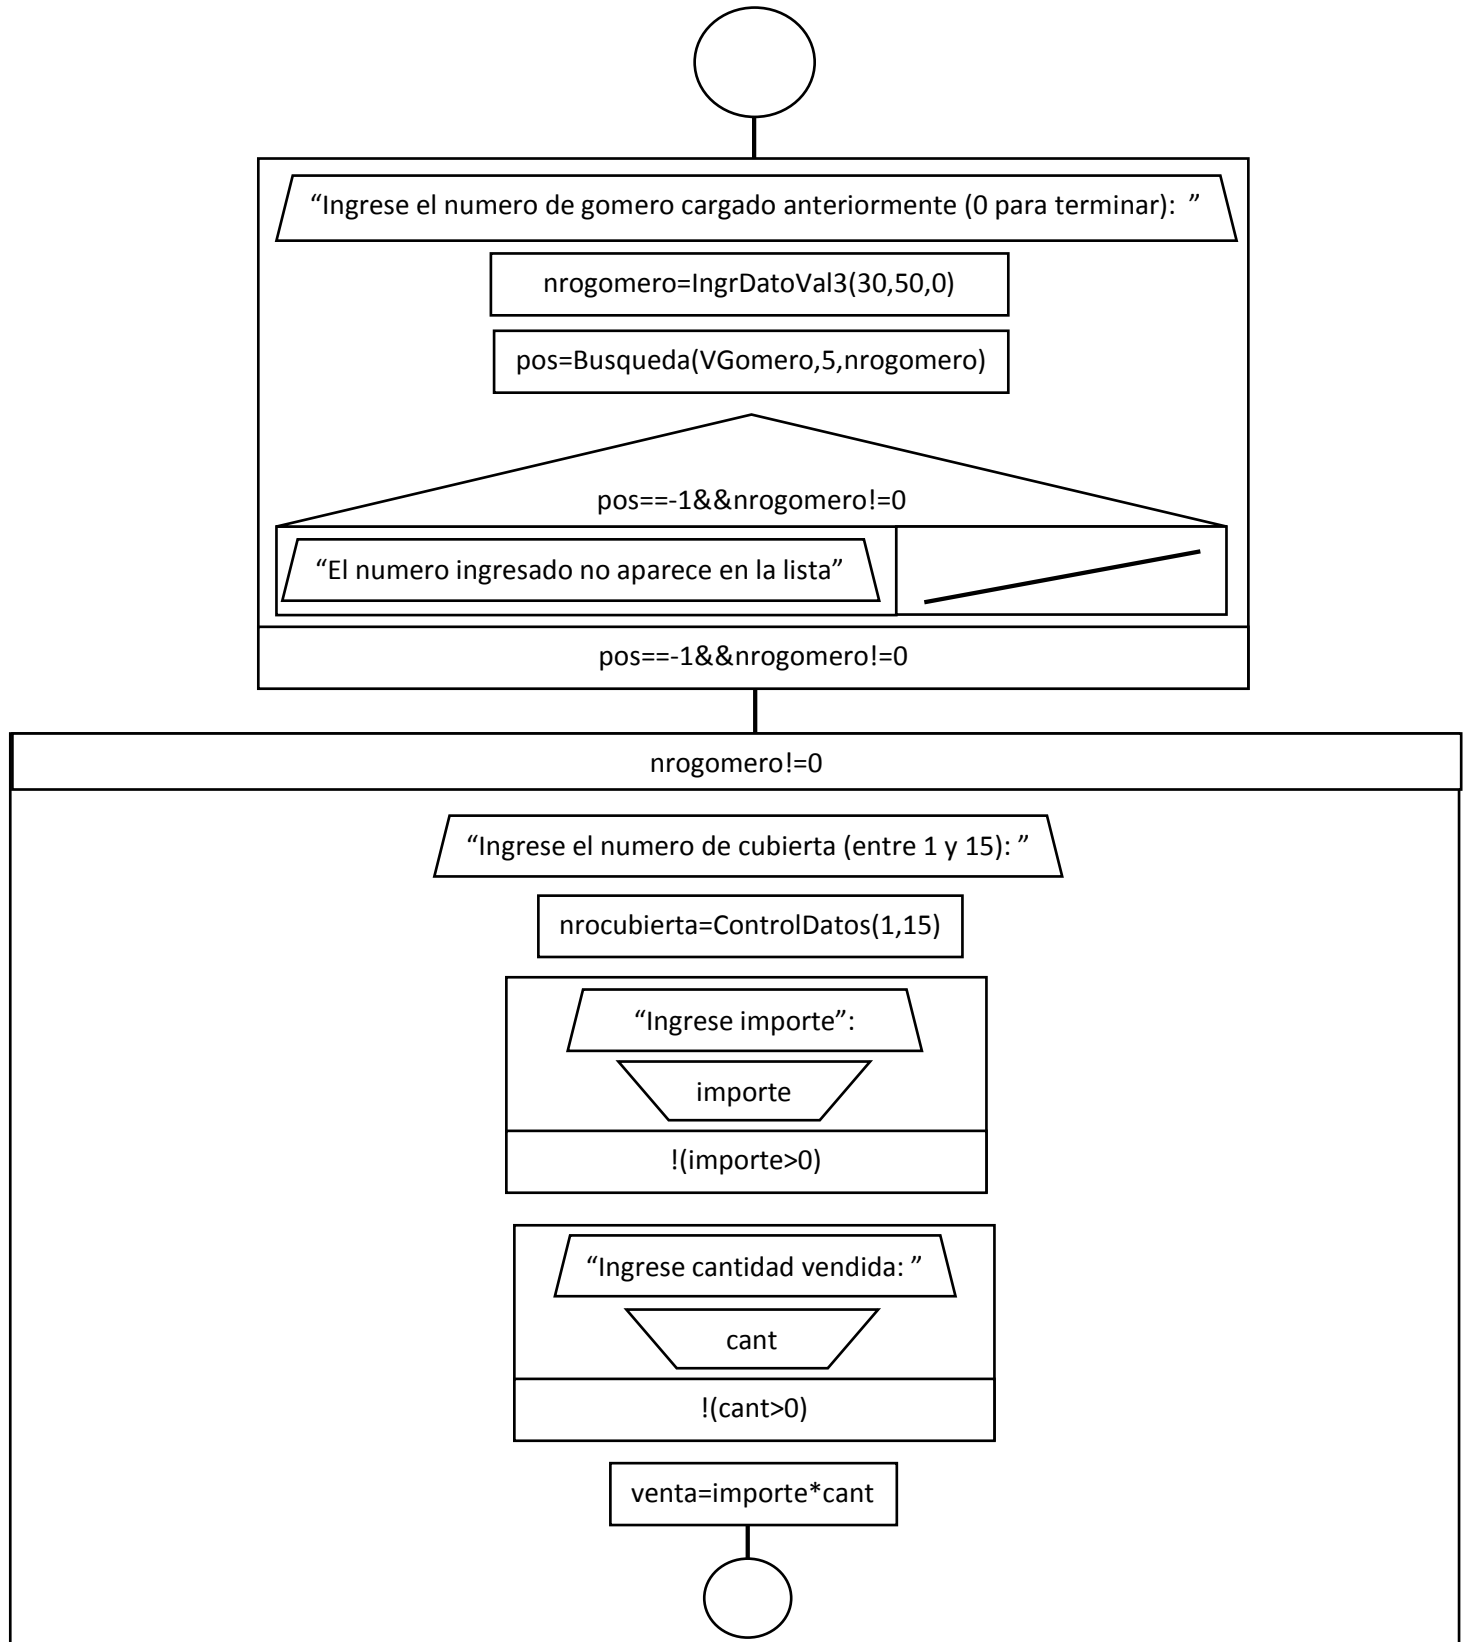 “Ingrese el numero de gomero cargado anteriormente (0 para terminar):  ”
nrogomero=IngrDatoVal3(30,50,0)
pos=Busqueda(VGomero,5,nrogomero)
pos==-1&&nrogomero!=0
“El numero ingresado no aparece en la lista”
pos==-1&&nrogomero!=0
nrogomero!=0
“Ingrese el numero de cubierta (entre 1 y 15): ”
nrocubierta=ControlDatos(1,15)
“Ingrese importe”:
importe
!(importe>0)
“Ingrese cantidad vendida: ”
cant
!(cant>0)
venta=importe*cant